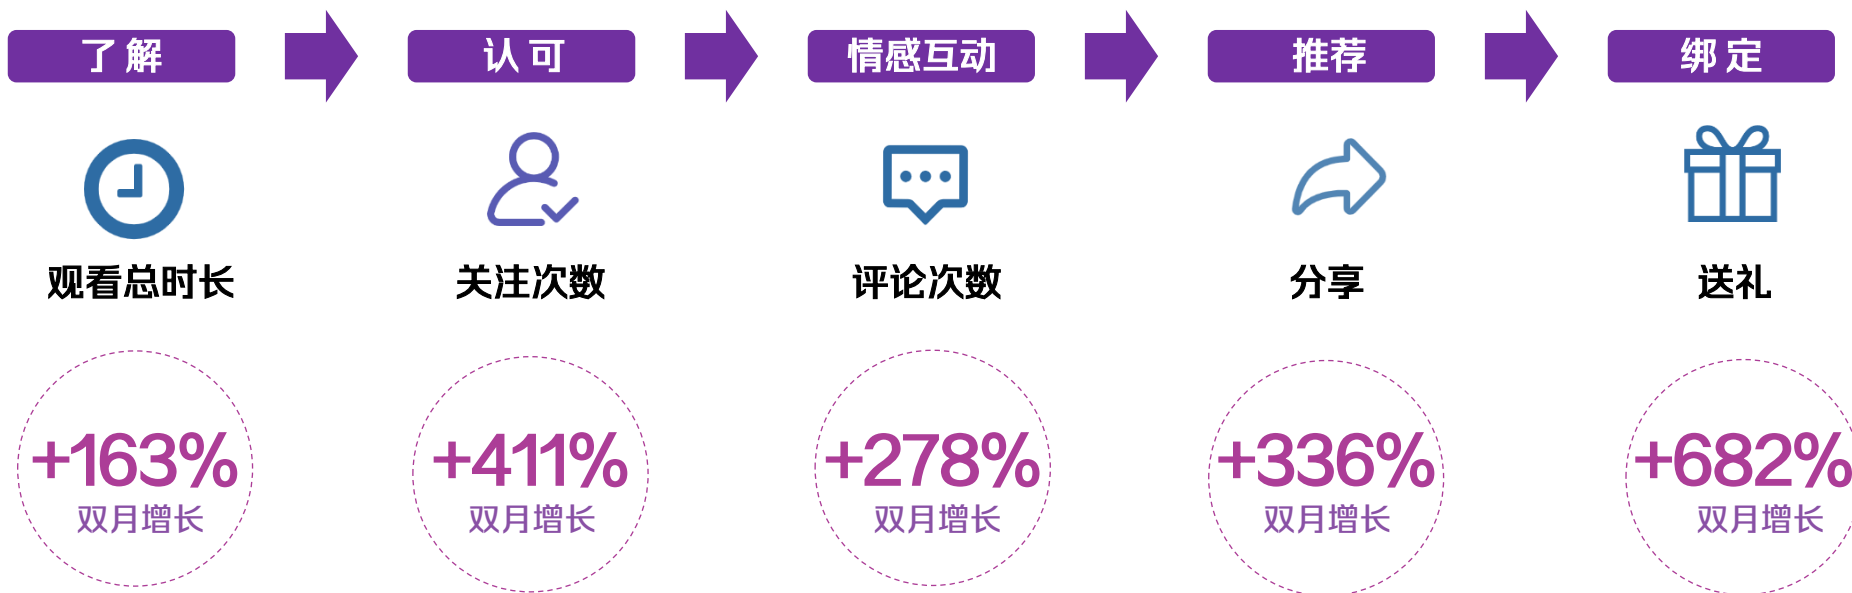 了解
认可
情感互动
推荐
绑定
观看总时长
关注次数
评论次数
分享
送礼
+163%
双月增长
+411%
双月增长
+278%
双月增长
+336%
双月增长
+682%
双月增长